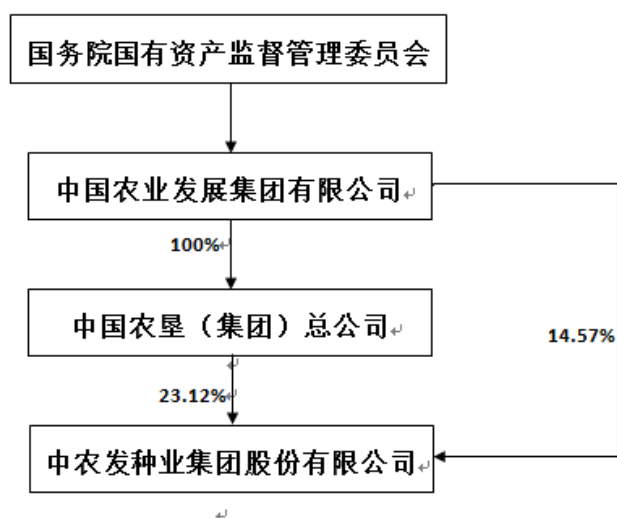 国务院国有资产监督管理委员会
中国农业发展集团有限公司
100%
中国农垦（集团）总公司
14.57%
23.12%
中农发种业集团股份有限公司